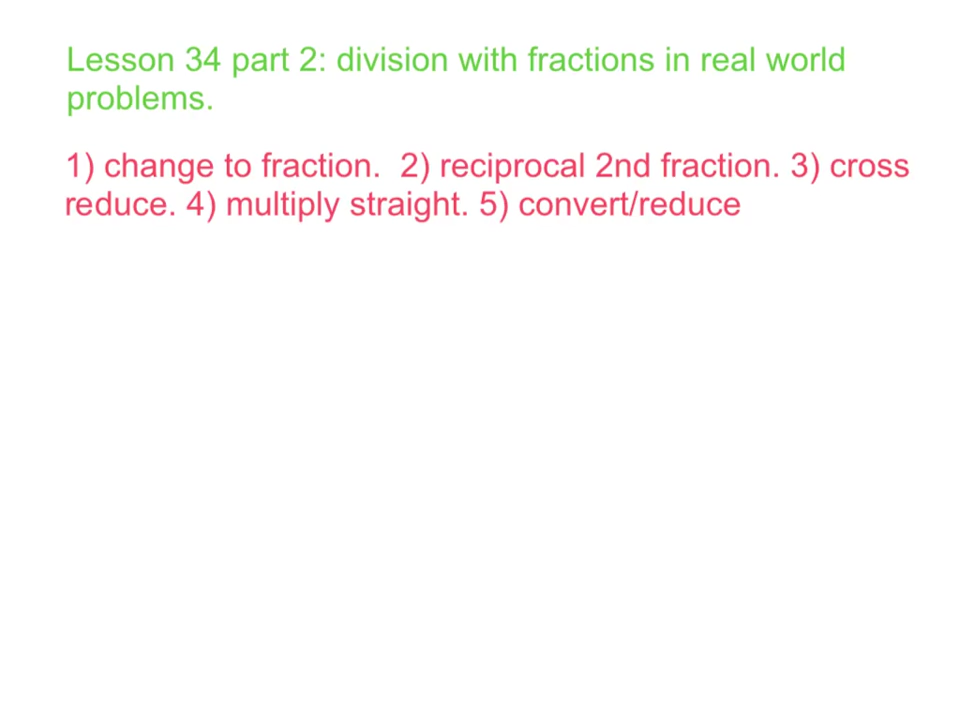 Lesson 34 part 2: division with fractions in real world
problems.
1) change to fraction.  2) reciprocal 2nd fraction. 3) cross
reduce. 4) multiply straight. 5) convert/reduce